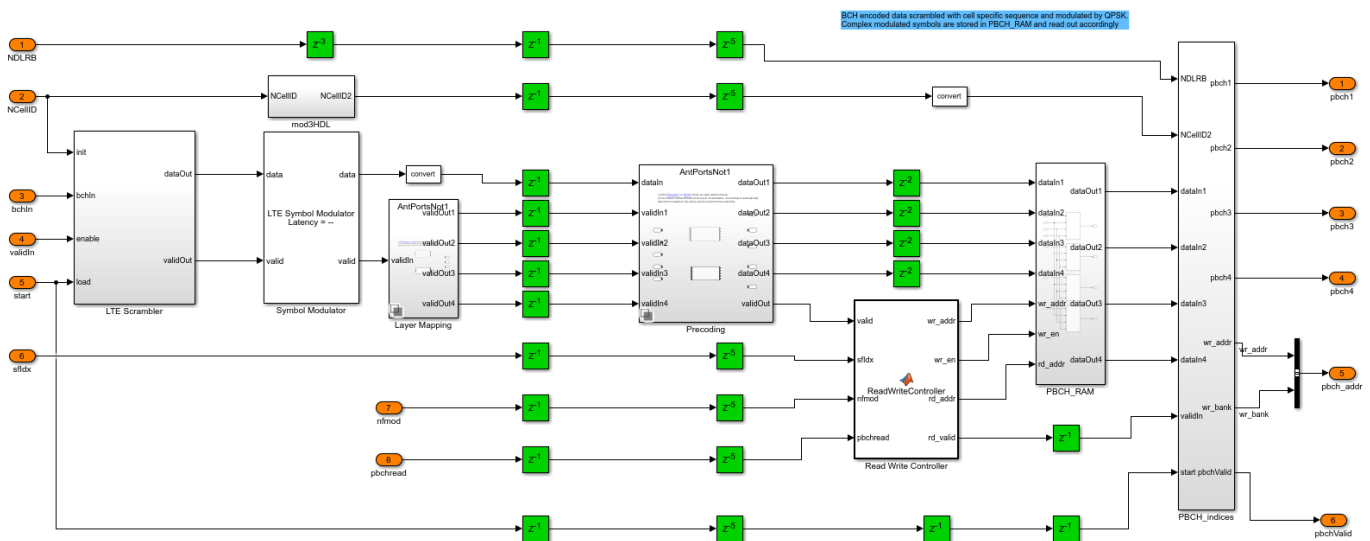 BCH encoded data scrambled with cell specific sequence and modulated by QPSK.
Complex modulated symbols are stored in PBCH_RAM and read out accordingly
1
NDLRB
z-3
z-1
z-5
2
NCellID
NCellID
NCellID2
mod3HDL
z-1
z-5
convert
3
bchIn
4
validIn
5
start
init
bchIn
enable
load
dataOut
validOut
LTE Scrambler
data
valid
LTE Symbol Modulator
Latency = --
data
valid
Symbol Modulator
convert
AntPortsNot1
validIn
validOut1
validOut2
validOut3
validOut4
Layer Mapping
z-1
z-1
z-1
z-1
z-1
AntPortsNot1
dataIn
validIn1
validIn2
validIn3
validIn4
dataOut1
dataOut2
dataOut3
dataOut4
validOut
Precoding
z-2
z-2
z-2
z-2
dataIn1
dataIn2
dataIn3
dataIn4
wr_addr
wr_en
rd_addr
dataOut1
dataOut2
dataOut3
dataOut4
PBCH_RAM
valid
sfIdx
nfmod
pbchread
ReadWriteController
wr_addr
wr_en
rd_addr
rd_valid
Read Write Controller
6
sfIdx
z-1
z-5
7
nfmod
z-1
z-5
8
pbchread
z-1
z-5
z-1
z-1
z-5
z-1
z-1
NDLRB
NCellID2
dataIn1
dataIn2
dataIn3
dataIn4
validIn
start
pbch1
pbch2
pbch3
pbch4
wr_addr
wr_bank
pbchValid
PBCH_indices
wr_addr
wr_bank
1
pbch1
2
pbch2
3
pbch3
4
pbch4
5
pbch_addr
6
pbchValid